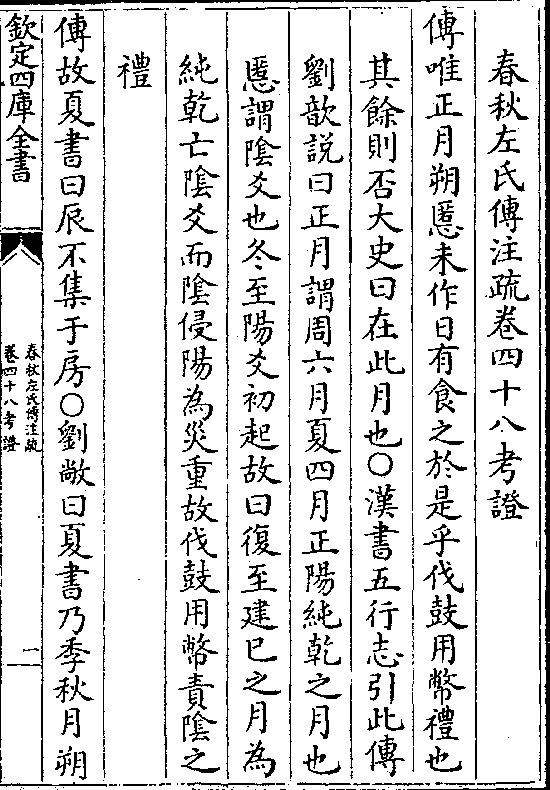 春秋左氏傳注疏卷四十八考證
傳唯正月朔慝未作日有食之於是乎伐鼓用幣禮也
其餘則否大史曰在此月也○漢書五行志引此傳
劉歆説曰正月謂周六月夏四月正陽純乾之月也
慝謂陰爻也冬至陽爻初起故曰復至建巳之月為
純乾亡陰爻而陰侵陽為災重故伐鼓用幣責陰之
禮
傳故夏書曰辰不集于房○劉敞曰夏書乃季秋月朔
欽定四庫全書
春秋左氏傳注疏
卷四十八考證
一